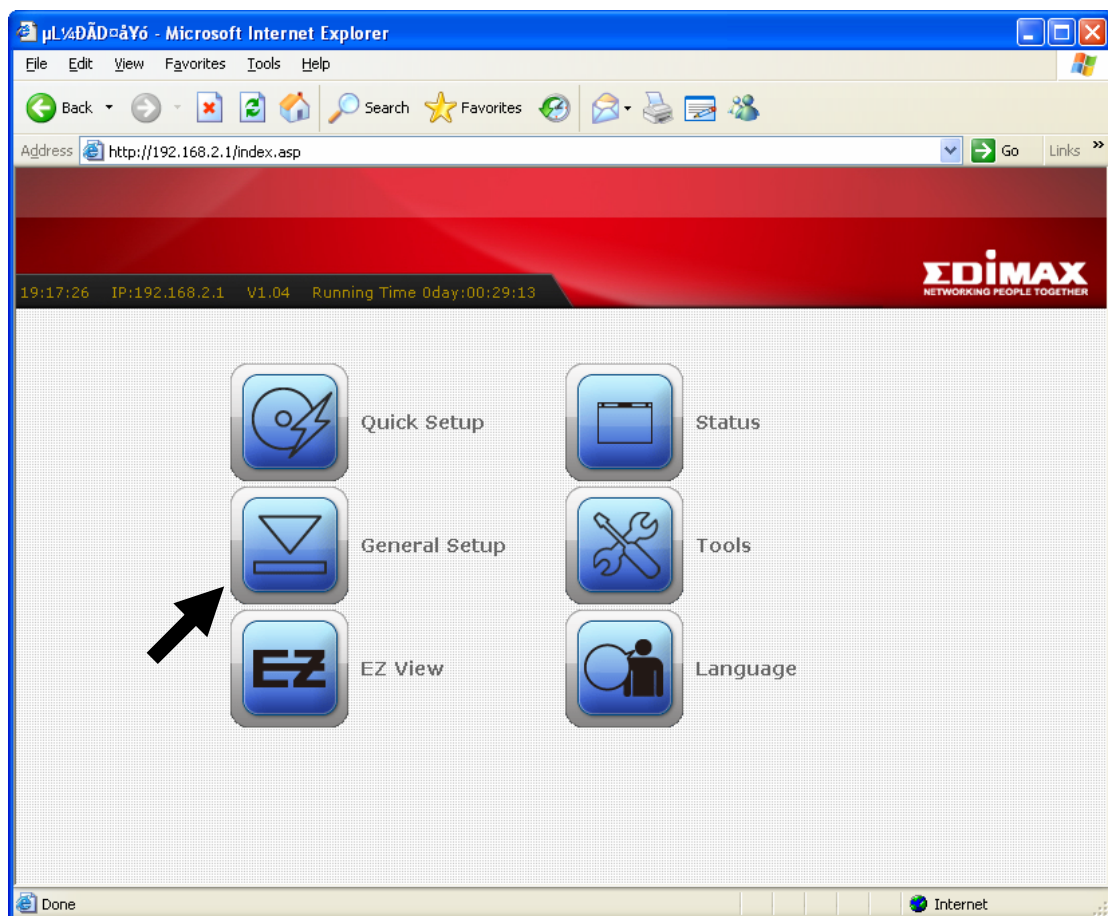 µL¼ÐÃD¤å¥ó - Microsoft Internet Explorer
File Edit View Favorites Tools Help
Back Search Favorites
Address http://192.168.2.1/index.asp Go Links »
EDIMAX
NETWORKING PEOPLE TOGETHER
19:17:26 IP:192.168.2.1 V1.04 Running Time 0day:00:29:13
Quick Setup Status
General Setup Tools
EZ
EZ View Language
Done Internet